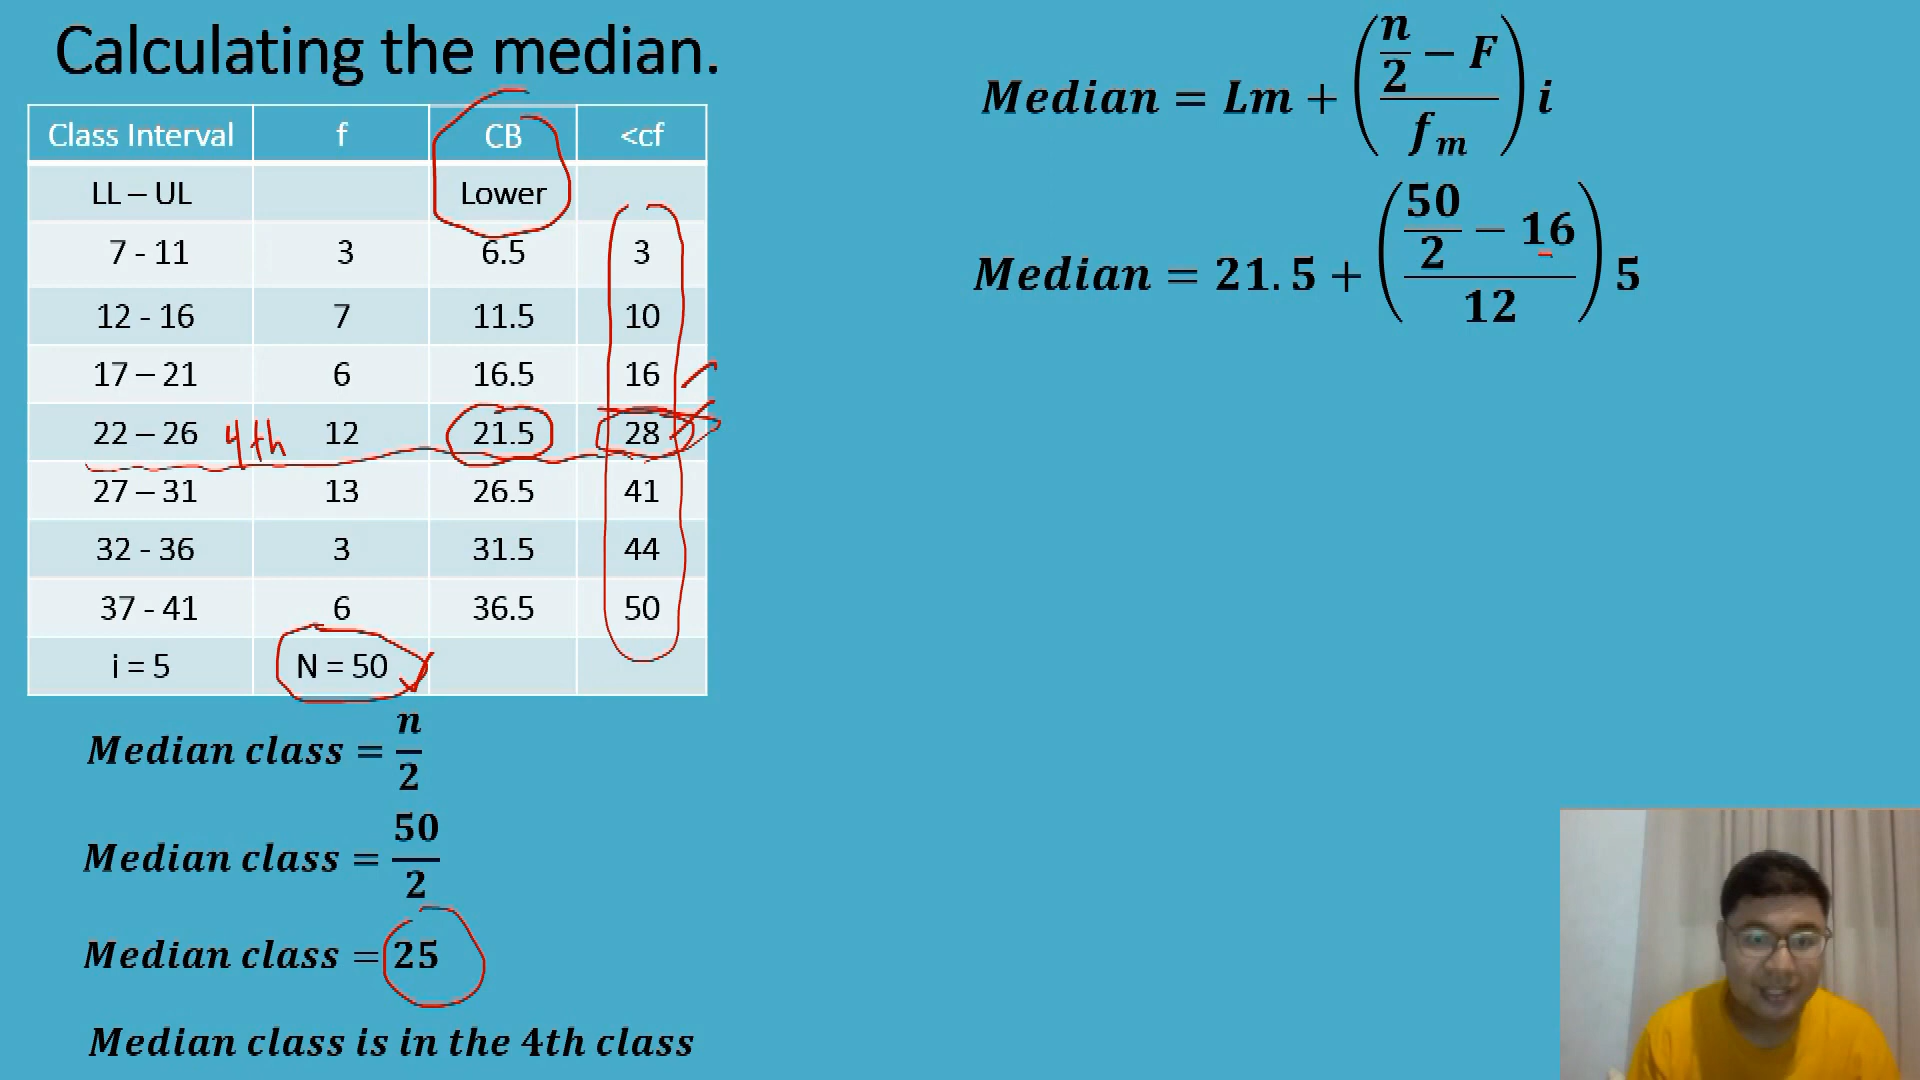 Calculating the median.
Class Interval f CB <cf
LL – UL Lower
7 - 11 3 6.5 3
12 - 16 7 11.5 10
17 – 21 6 16.5 16
22 – 26 4th 12 21.5 28
27 – 31 13 26.5 41
32 - 36 3 31.5 44
37 - 41 6 36.5 50
i = 5 N = 50
Median class = n/2
Median class = 50/2
Median class = 25
Median class is in the 4th class
Median = Lm + ((n/2 − F)/fm) i
Median = 21.5 + ((50/2 − 16)/12) 5